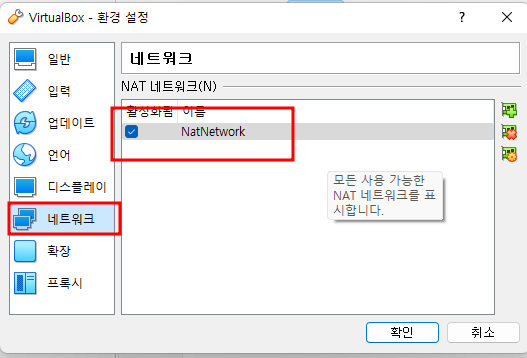 VirtualBox - 환경 설정
일반
입력
업데이트
언어
디스플레이
네트워크
확장
프록시
네트워크
NAT 네트워크(N)
활성화됨 이름
NatNetwork
모든 사용 가능한
NAT 네트워크를 표
시합니다.
확인 취소